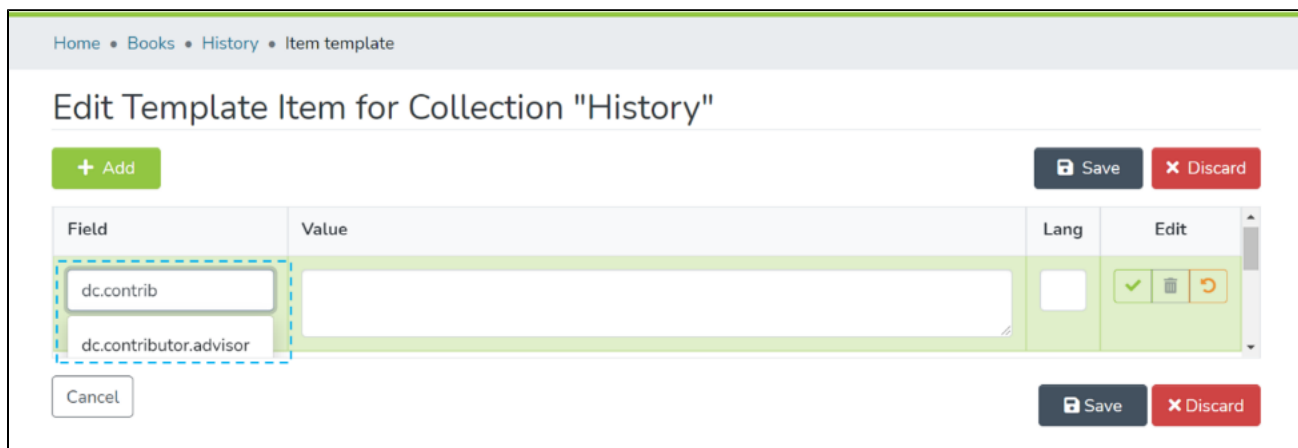 Home • Books • History • Item template
Edit Template Item for Collection "History"
+ Add
Save
Discard
Field Value Lang Edit
dc.contrib
dc.contributor.advisor
Cancel
Save
Discard